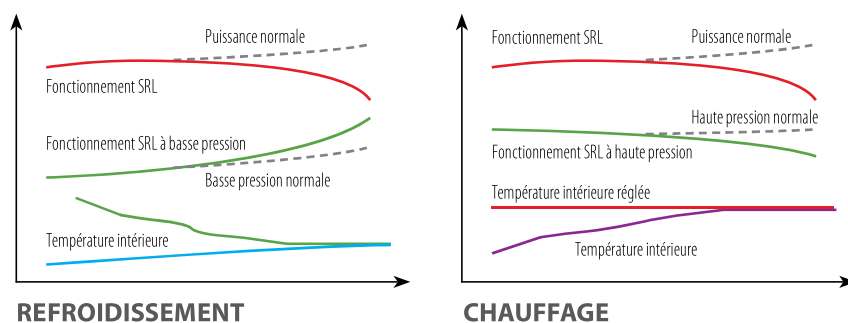 Puissance normale
Fonctionnement SRL
Fonctionnement SRL à basse pression
Basse pression normale
Température intérieure
REFROIDISSEMENT
Fonctionnement SRL
Puissance normale
Haute pression normale
Fonctionnement SRL à haute pression
Température intérieure réglée
Température intérieure
CHAUFFAGE